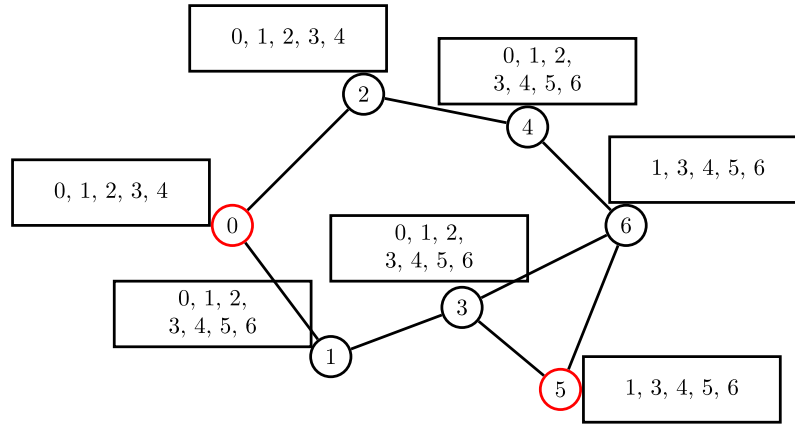 0, 1, 2, 3, 4
2
0, 1, 2,
3, 4, 5, 6
4
1, 3, 4, 5, 6
6
0, 1, 2, 3, 4
0
0, 1, 2,
3, 4, 5, 6
3
0, 1, 2,
3, 4, 5, 6
1
5
1, 3, 4, 5, 6